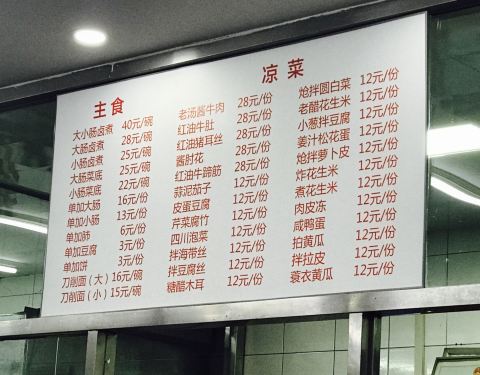 主食
大小肠卤煮 40元/碗
大肠卤煮 28元/碗
小肠卤煮 25元/碗
大肠菜底 25元/碗
小肠菜底 22元/碗
单加大肠 16元/份
单加小肠 13元/份
单加肺 6元/份
单加豆腐 3元/份
单加饼 3元/份
刀削面（大）16元/碗
刀削面（小）15元/碗
凉菜
老汤酱牛肉 28元/份
红油牛肚 28元/份
红油猪耳丝 28元/份
酱肘花 28元/份
红油牛蹄筋 28元/份
蒜泥茄子 12元/份
皮蛋豆腐 12元/份
芹菜腐竹 12元/份
四川泡菜 12元/份
拌海带丝 12元/份
拌豆腐丝 12元/份
糖醋木耳 12元/份
炝拌圆白菜 12元/份
老醋花生米 12元/份
小葱拌豆腐 12元/份
姜汁松花蛋 12元/份
炝拌萝卜皮 12元/份
炸花生米 12元/份
煮花生米 12元/份
肉皮冻 12元/份
咸鸭蛋 12元/份
拍黄瓜 12元/份
拌拉皮 12元/份
蓑衣黄瓜 12元/份